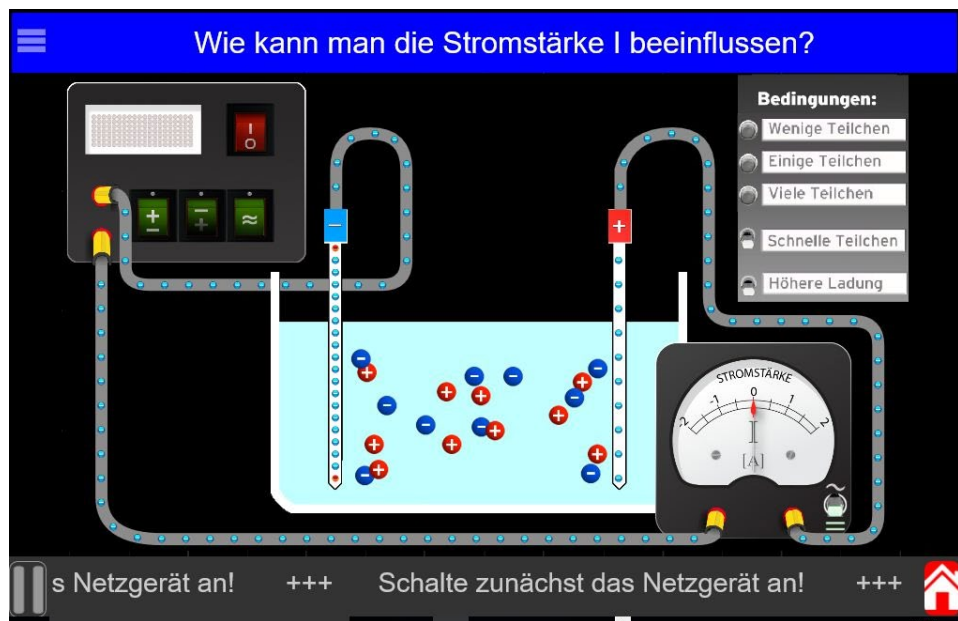 Wie kann man die Stromstärke I beeinflussen?
Bedingungen:
Wenige Teilchen
Einige Teilchen
Viele Teilchen
Schnelle Teilchen
Höhere Ladung
STROMSTÄRKE
-2 -1 0 1 2
I
[A]
s Netzgerät an! +++ Schalte zunächst das Netzgerät an! +++